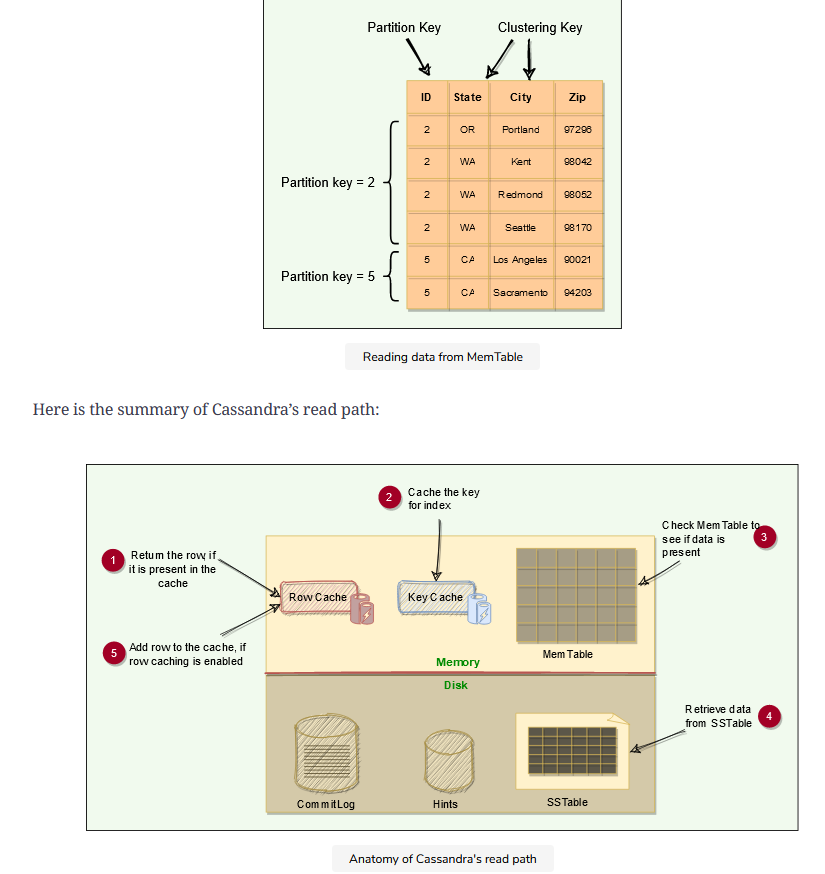 Partition Key Clustering Key
ID State City Zip
2 OR Portland 97296
2 WA Kent 98042
2 WA Redmond 98052
Partition key = 2
2 WA Seattle 98170
5 CA Los Angeles 90021
Partition key = 5
5 CA Sacramento 94203
Reading data from MemTable
Here is the summary of Cassandra’s read path:
2 Cache the key
for index
1 Return the row, if
it is present in the
cache
Check MemTable to
see if data is
present
3
Row Cache
Key Cache
5 Add row to the cache, if
row caching is enabled
MemTable
Memory
Disk
Retrieve data
from SSTable
4
CommitLog
Hints
SSTable
Anatomy of Cassandra's read path